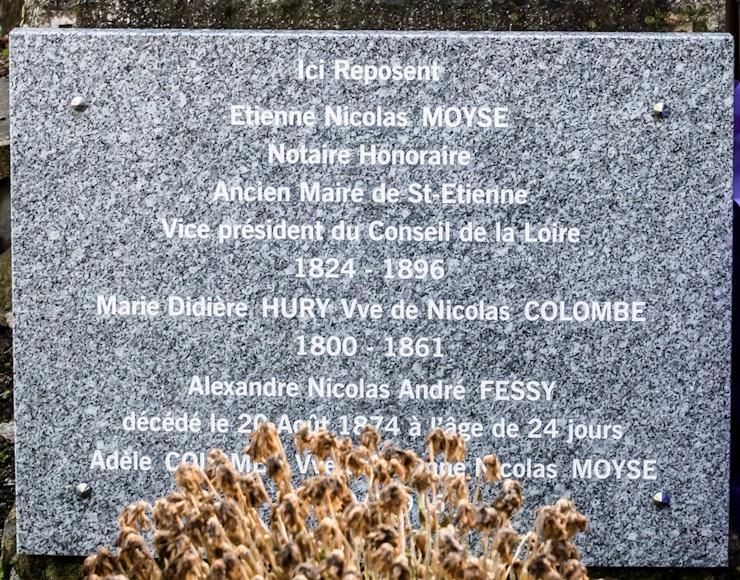 Ici Reposent
Etienne Nicolas MOYSE
Notaire Honoraire
Ancien Maire de St-Etienne
Vice président du Conseil de la Loire
1824 - 1896
Marie Didière HURY Vve de Nicolas COLOMBE
1800 - 1861
Alexandre Nicolas André FESSY
décédé le 20 Août 1874 à l'âge de 24 jours
Adèle COLOMBE Vve Nicolas MOYSE